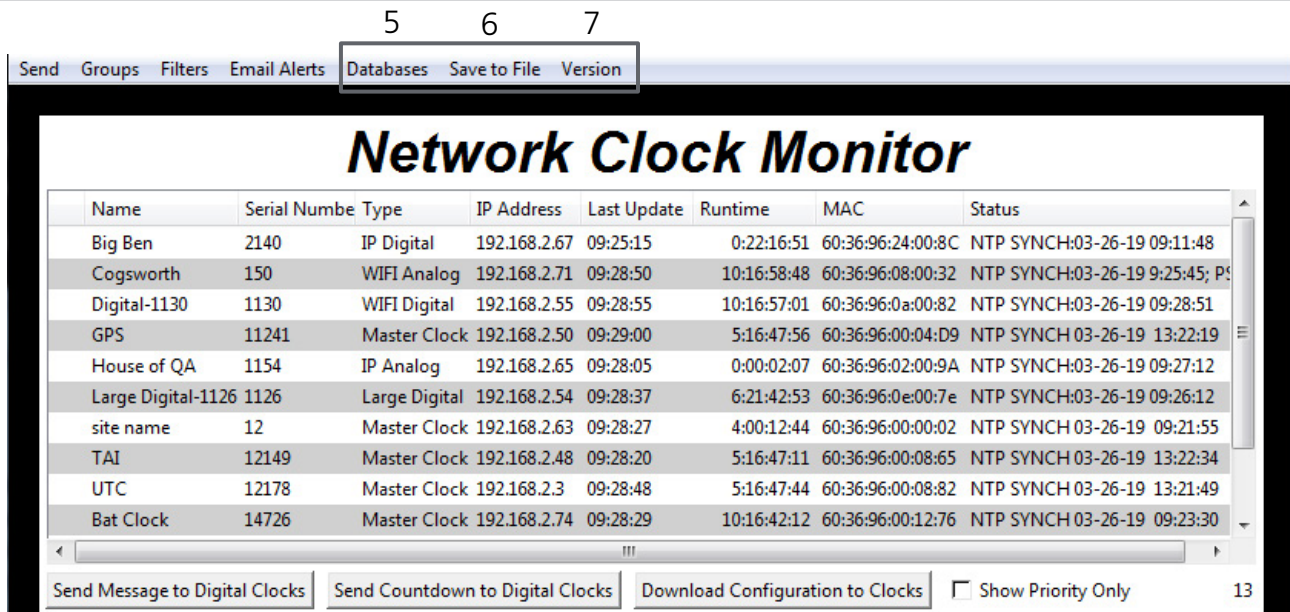 5 6 7
Send Groups Filters Email Alerts Databases Save to File Version
Network Clock Monitor
Name Serial Numbe Type IP Address Last Update Runtime MAC Status
Big Ben 2140 IP Digital 192.168.2.67 09:25:15 0:22:16:51 60:36:96:24:00:8C NTP SYNCH:03-26-19 09:11:48
Cogsworth 150 WIFI Analog 192.168.2.71 09:28:50 10:16:58:48 60:36:96:08:00:32 NTP SYNCH:03-26-19 9:25:45; PS
Digital-1130 1130 WIFI Digital 192.168.2.55 09:28:55 10:16:57:01 60:36:96:0a:00:82 NTP SYNCH:03-26-19 09:28:51
GPS 11241 Master Clock 192.168.2.50 09:29:00 5:16:47:56 60:36:96:00:04:D9 NTP SYNCH 03-26-19 13:22:19
House of QA 1154 IP Analog 192.168.2.65 09:28:05 0:00:02:07 60:36:96:02:00:9A NTP SYNCH:03-26-19 09:27:12
Large Digital-1126 1126 Large Digital 192.168.2.54 09:28:37 6:21:42:53 60:36:96:0e:00:7e NTP SYNCH:03-26-19 09:26:12
site name 12 Master Clock 192.168.2.63 09:28:27 4:00:12:44 60:36:96:00:00:02 NTP SYNCH 03-26-19 09:21:55
TAI 12149 Master Clock 192.168.2.48 09:28:20 5:16:47:11 60:36:96:00:08:65 NTP SYNCH 03-26-19 13:22:34
UTC 12178 Master Clock 192.168.2.3 09:28:48 5:16:47:44 60:36:96:00:08:82 NTP SYNCH 03-26-19 13:21:49
Bat Clock 14726 Master Clock 192.168.2.74 09:28:29 10:16:42:12 60:36:96:00:12:76 NTP SYNCH 03-26-19 09:23:30
Send Message to Digital Clocks Send Countdown to Digital Clocks Download Configuration to Clocks Show Priority Only 13